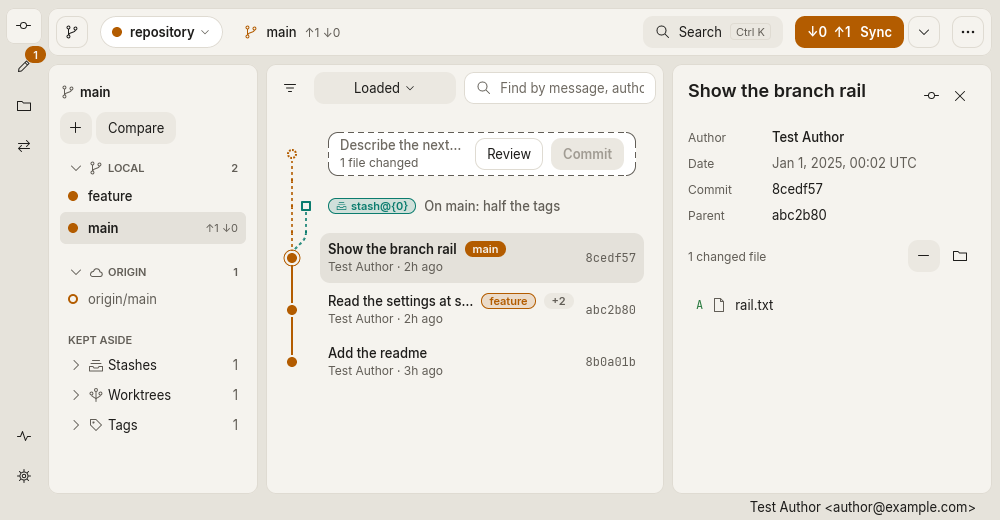 repository
main ↑1 ↓0
Search Ctrl K
↓0 ↑1 Sync
1
main
Compare
LOCAL 2
feature
main ↑1 ↓0
ORIGIN 1
origin/main
KEPT ASIDE
Stashes 1
Worktrees 1
Tags 1
Loaded
Find by message, autho
Describe the next...
1 file changed
Review
Commit
stash@{0} On main: half the tags
Show the branch rail main
Test Author · 2h ago
8cedf57
Read the settings at s... feature +2
Test Author · 2h ago
abc2b80
Add the readme
Test Author · 3h ago
8b0a01b
Show the branch rail
Author Test Author
Date Jan 1, 2025, 00:02 UTC
Commit 8cedf57
Parent abc2b80
1 changed file
A rail.txt
Test Author <author@example.com>